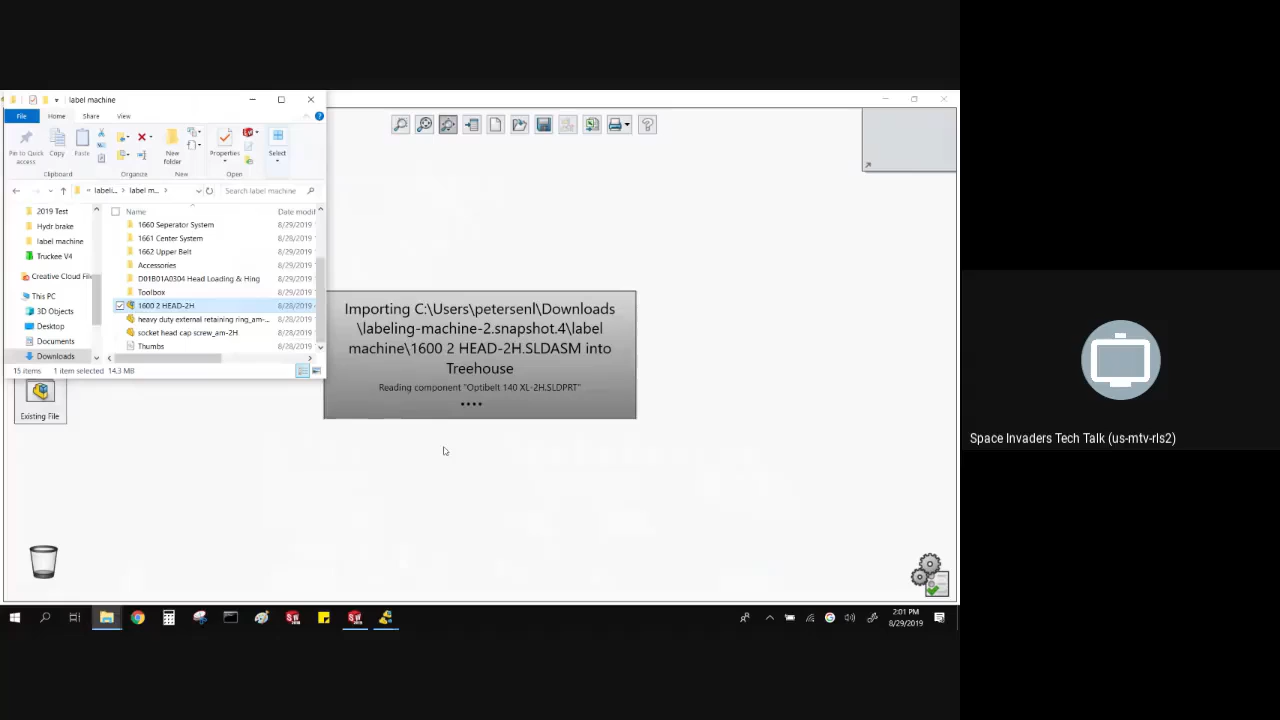 label machine
File
Home
Share
View
Pin to Quick access
Copy
Paste
New folder
Properties
Select
Clipboard
Organize
New
Open
« labeli... › label m... ›
Search label machine
2019 Test
Hydr brake
label machine
Truckee V4
Creative Cloud Fil
This PC
3D Objects
Desktop
Documents
Downloads
Name
Date modif
1660 Seperator System
8/29/2019
1661 Center System
8/28/2019
1662 Upper Belt
8/29/2019
Accessories
8/29/2019
D01B01A0304 Head Loading & Hing
8/29/2019
Toolbox
8/29/2019
1600 2 HEAD-2H
8/28/2019
heavy duty external retaining ring_am-...
8/28/2019
socket head cap screw_am-2H
8/28/2019
Thumbs
8/28/2019
15 items
1 item selected 14.3 MB
Existing File
Importing C:\Users\petersenl\Downloads
\labeling-machine-2.snapshot.4\label
machine\1600 2 HEAD-2H.SLDASM into
Treehouse
Reading component "Optibelt 140 XL-2H.SLDPRT"
2:01 PM
8/29/2019
Space Invaders Tech Talk (us-mtv-rls2)